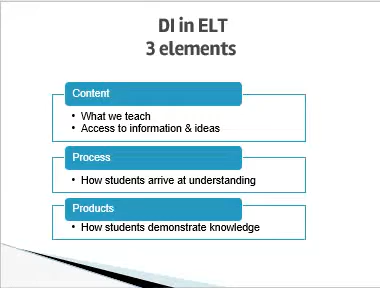 DI in ELT
3 elements
Content
• What we teach
• Access to information & ideas
Process
• How students arrive at understanding
Products
• How students demonstrate knowledge